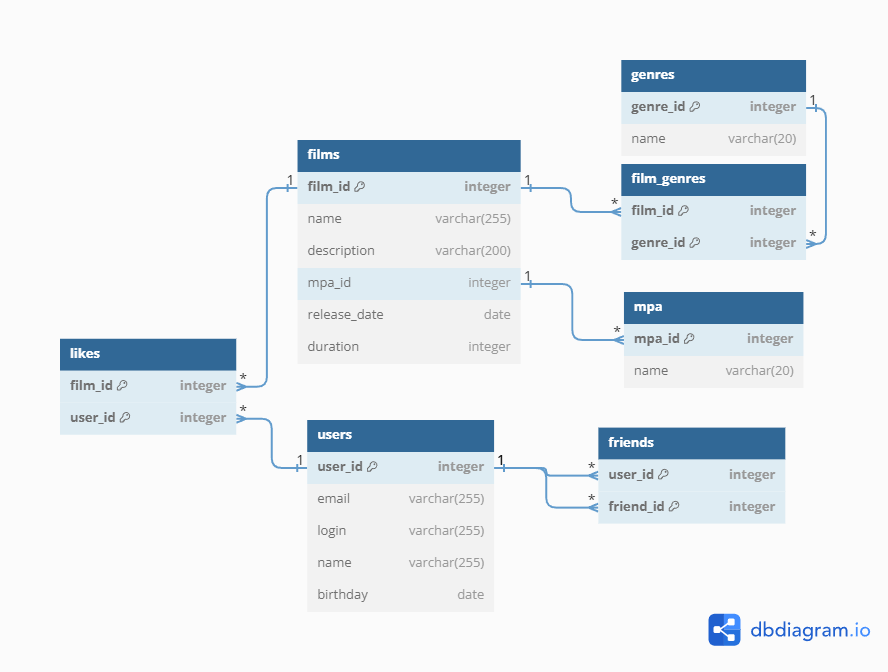 genres
genre_id integer
name varchar(20)
film_genres
film_id integer
genre_id integer
films
film_id integer
name varchar(255)
description varchar(200)
mpa_id integer
release_date date
duration integer
mpa
mpa_id integer
name varchar(20)
likes
film_id integer
user_id integer
users
user_id integer
email varchar(255)
login varchar(255)
name varchar(255)
birthday date
friends
user_id integer
friend_id integer
1
*
1
*
1
*
1
*
1
*
1
*
*
dbdiagram.io